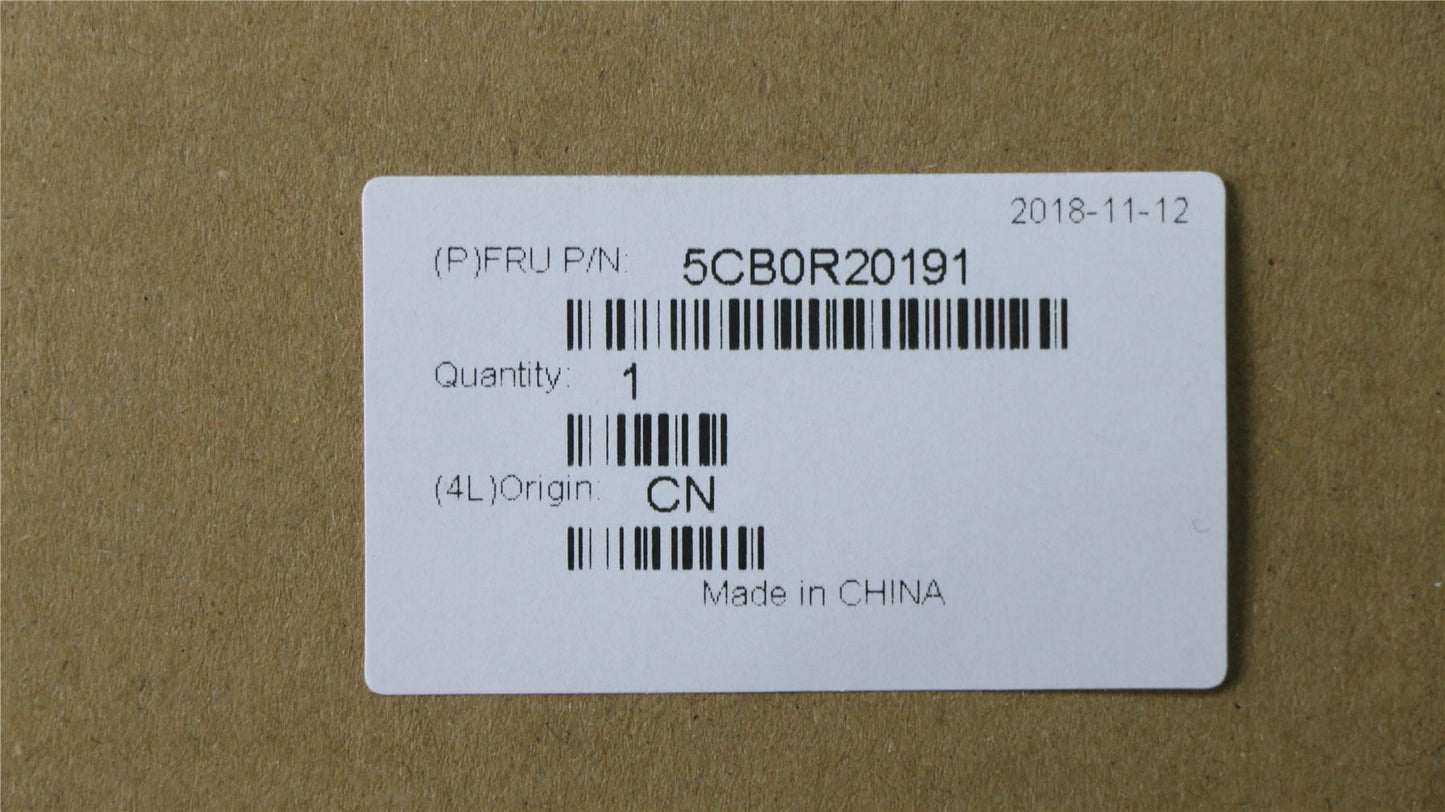 2018-11-12
(P)FRU P/N: 5CB0R20191
Quantity: 1
(4L)Origin: CN
Made in CHINA